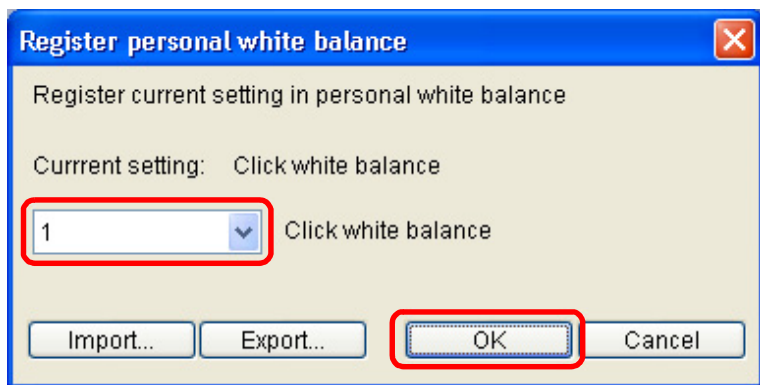 Register personal white balance
Register current setting in personal white balance
Currrent setting: Click white balance
1 Click white balance
Import... Export... OK Cancel